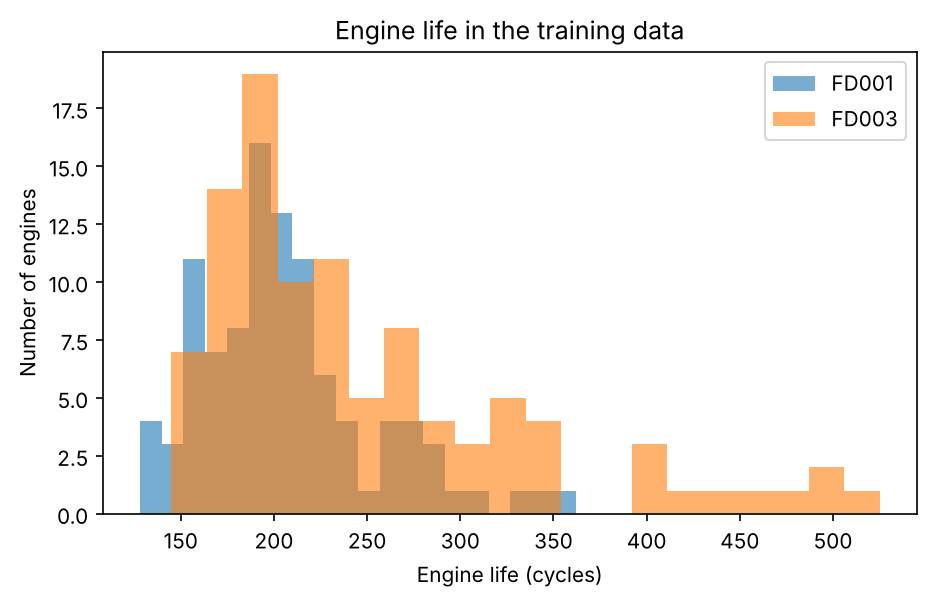 Engine life in the training data
FD001
FD003
Number of engines
17.5
15.0
12.5
10.0
7.5
5.0
2.5
0.0
150 200 250 300 350 400 450 500
Engine life (cycles)